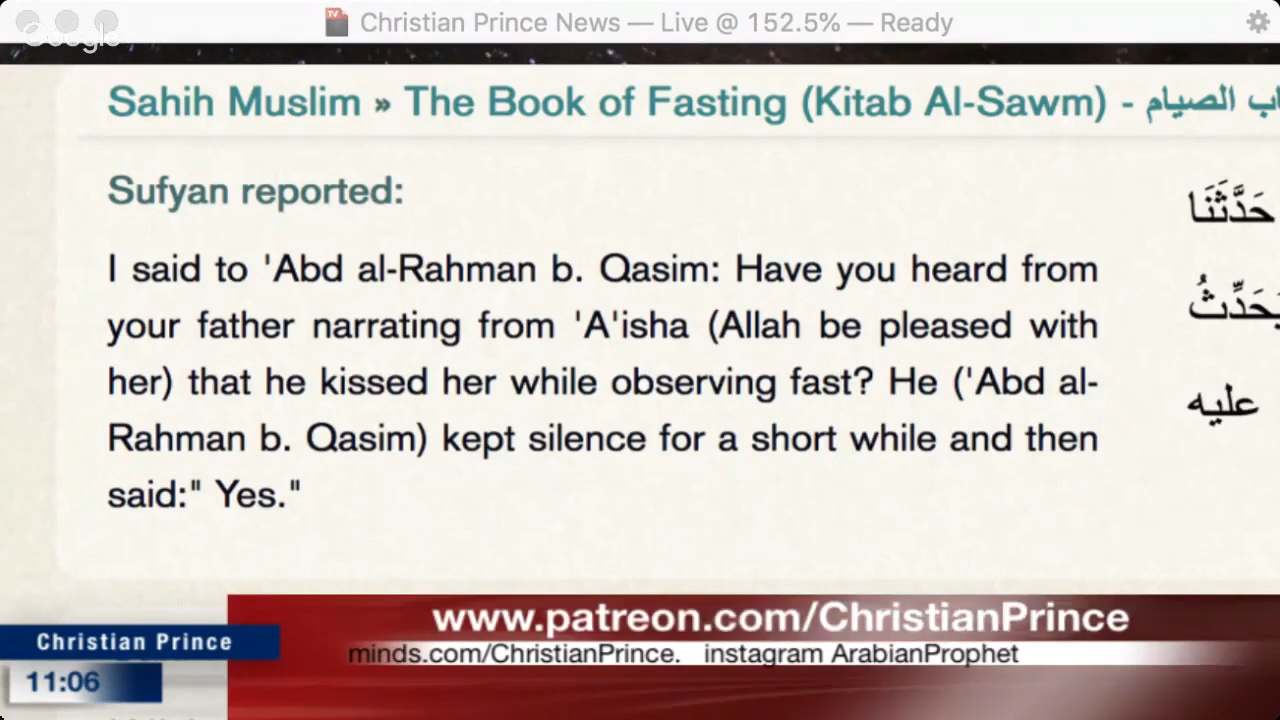 Christian Prince News — Live @ 152.5% — Ready
Google
Sahih Muslim » The Book of Fasting (Kitab Al-Sawm) - اب الصيام
Sufyan reported:
حَدَّثَنَا
I said to 'Abd al-Rahman b. Qasim: Have you heard from
your father narrating from 'A'isha (Allah be pleased with
her) that he kissed her while observing fast? He ('Abd al-
عليه
Rahman b. Qasim) kept silence for a short while and then
said:" Yes."
www.patreon.com/ChristianPrince
Christian Prince
minds.com/ChristianPrince. instagram ArabianProphet
11:06